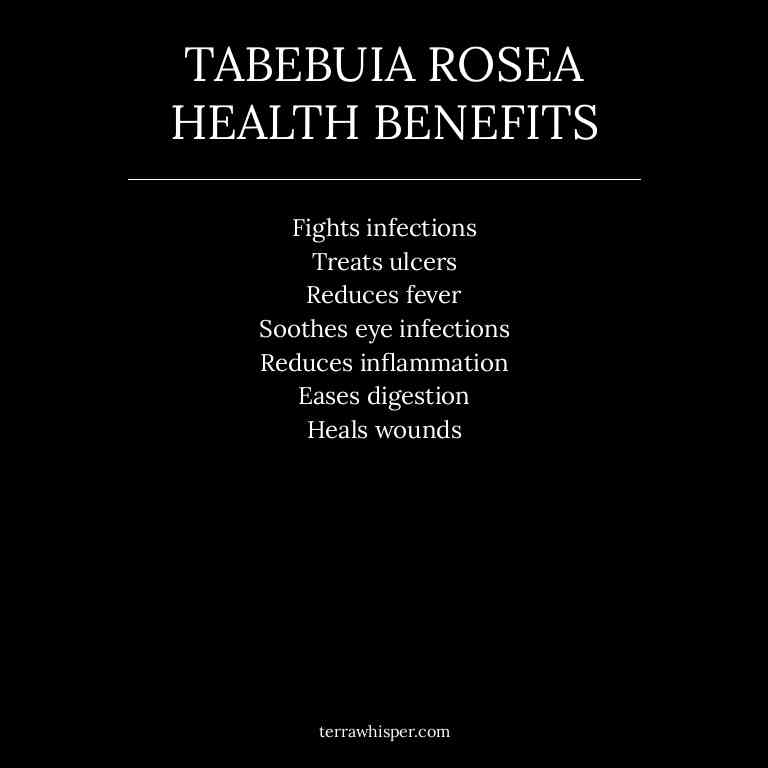 TABEBUIA ROSEA
HEALTH BENEFITS
Fights infections
Treats ulcers
Reduces fever
Soothes eye infections
Reduces inflammation
Eases digestion
Heals wounds
terrawhisper.com